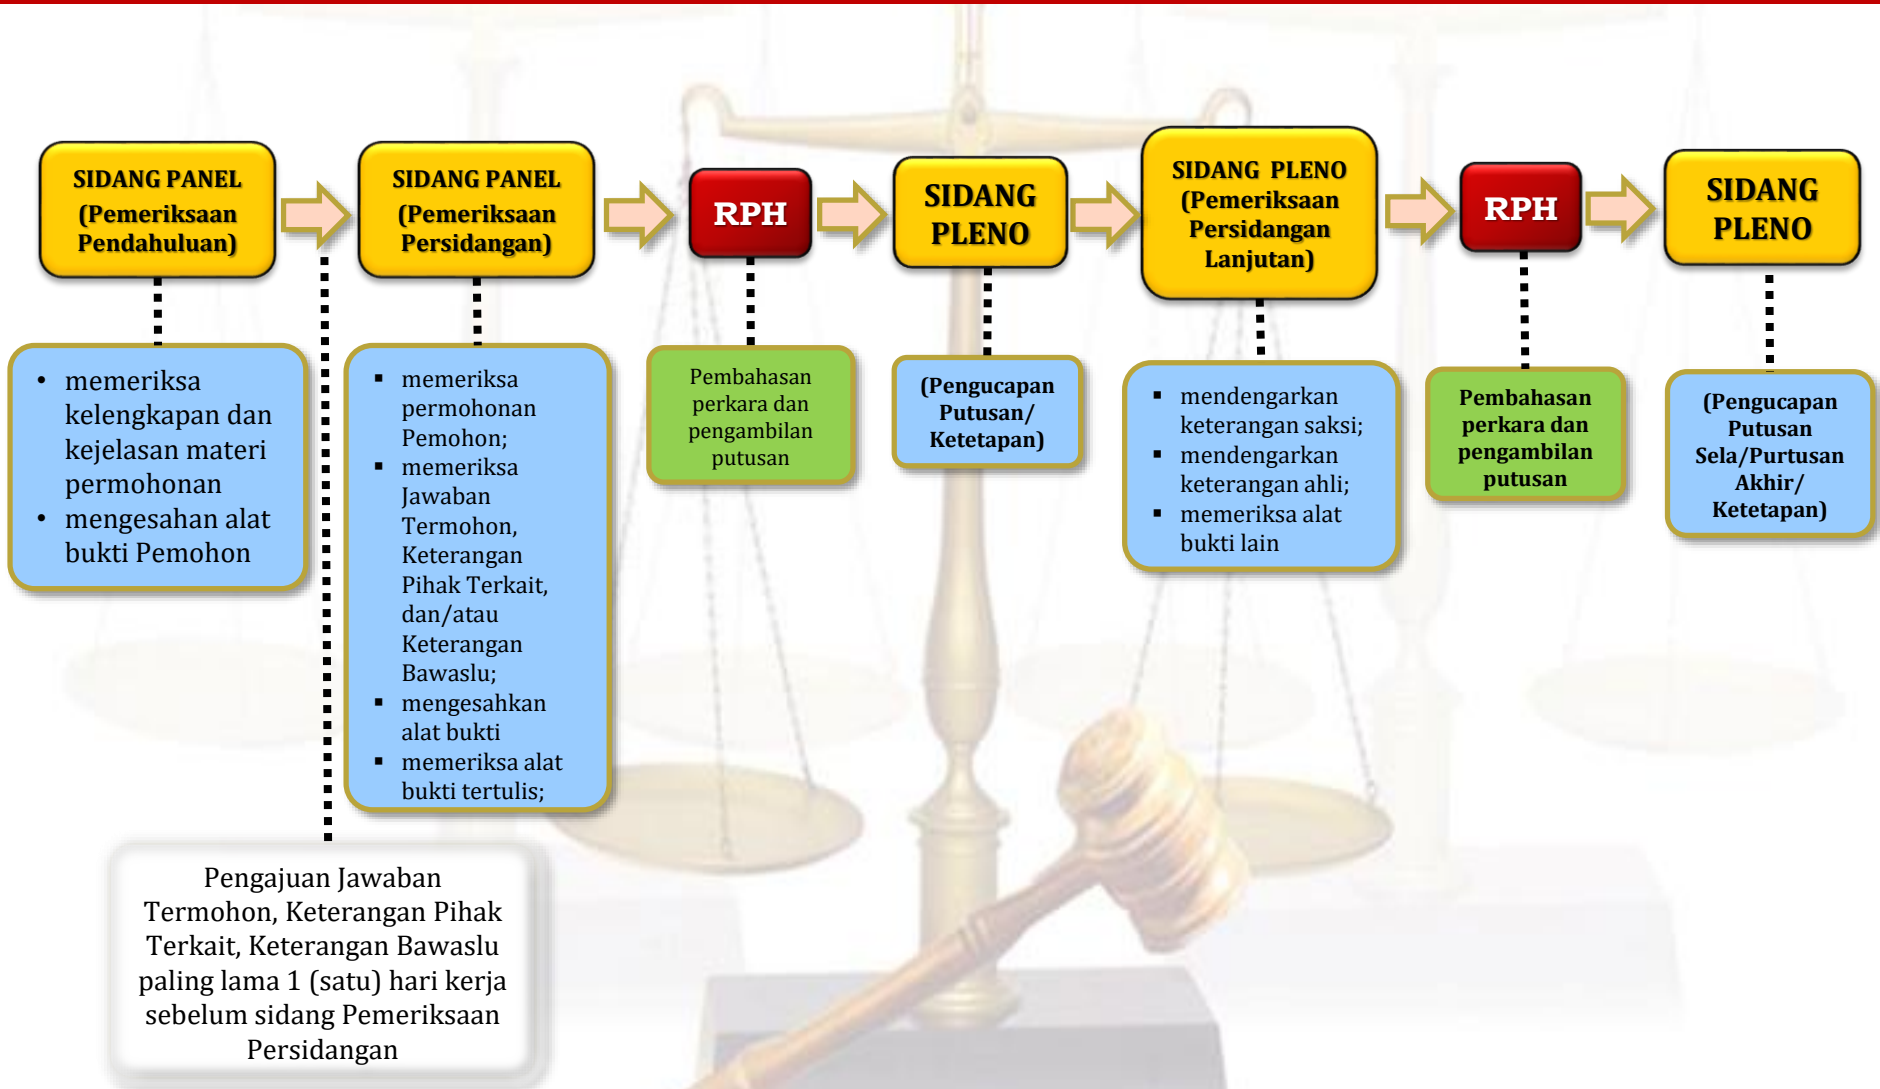 SIDANG PANEL
(Pemeriksaan
Pendahuluan)
SIDANG PANEL
(Pemeriksaan
Persidangan)
RPH
SIDANG
PLENO
SIDANG PLENO
(Pemeriksaan
Persidangan
Lanjutan)
RPH
SIDANG
PLENO
• memeriksa
kelengkapan dan
kejelasan materi
permohonan
• mengesahan alat
bukti Pemohon
▪ memeriksa
permohonan
Pemohon;
▪ memeriksa
Jawaban
Termohon,
Keterangan
Pihak Terkait,
dan/atau
Keterangan
Bawaslu;
▪ mengesahkan
alat bukti
▪ memeriksa alat
bukti tertulis;
Pembahasan
perkara dan
pengambilan
putusan
(Pengucapan
Putusan/
Ketetapan)
▪ mendengarkan
keterangan saksi;
▪ mendengarkan
keterangan ahli;
▪ memeriksa alat
bukti lain
Pembahasan
perkara dan
pengambilan
putusan
(Pengucapan
Putusan
Sela/Purtusan
Akhir/
Ketetapan)
Pengajuan Jawaban
Termohon, Keterangan Pihak
Terkait, Keterangan Bawaslu
paling lama 1 (satu) hari kerja
sebelum sidang Pemeriksaan
Persidangan